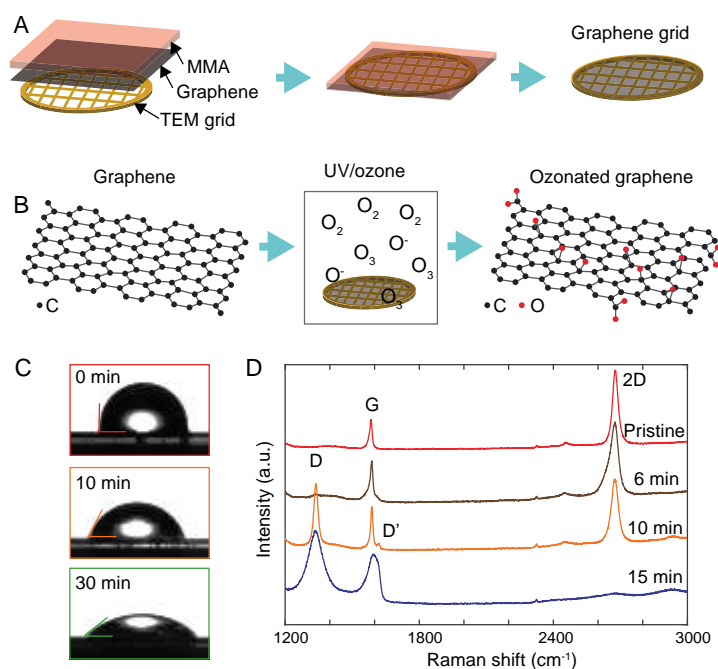 A
MMA
Graphene
TEM grid
Graphene grid
B
Graphene
UV/ozone
Ozonated graphene
O2
O2
O2
O3
O-
O-
O3
O3
C
C
O
C
0 min
10 min
30 min
D
2D
G
Pristine
D
6 min
D'
10 min
15 min
Intensity (a.u.)
1200
1800
2400
3000
Raman shift (cm-1)